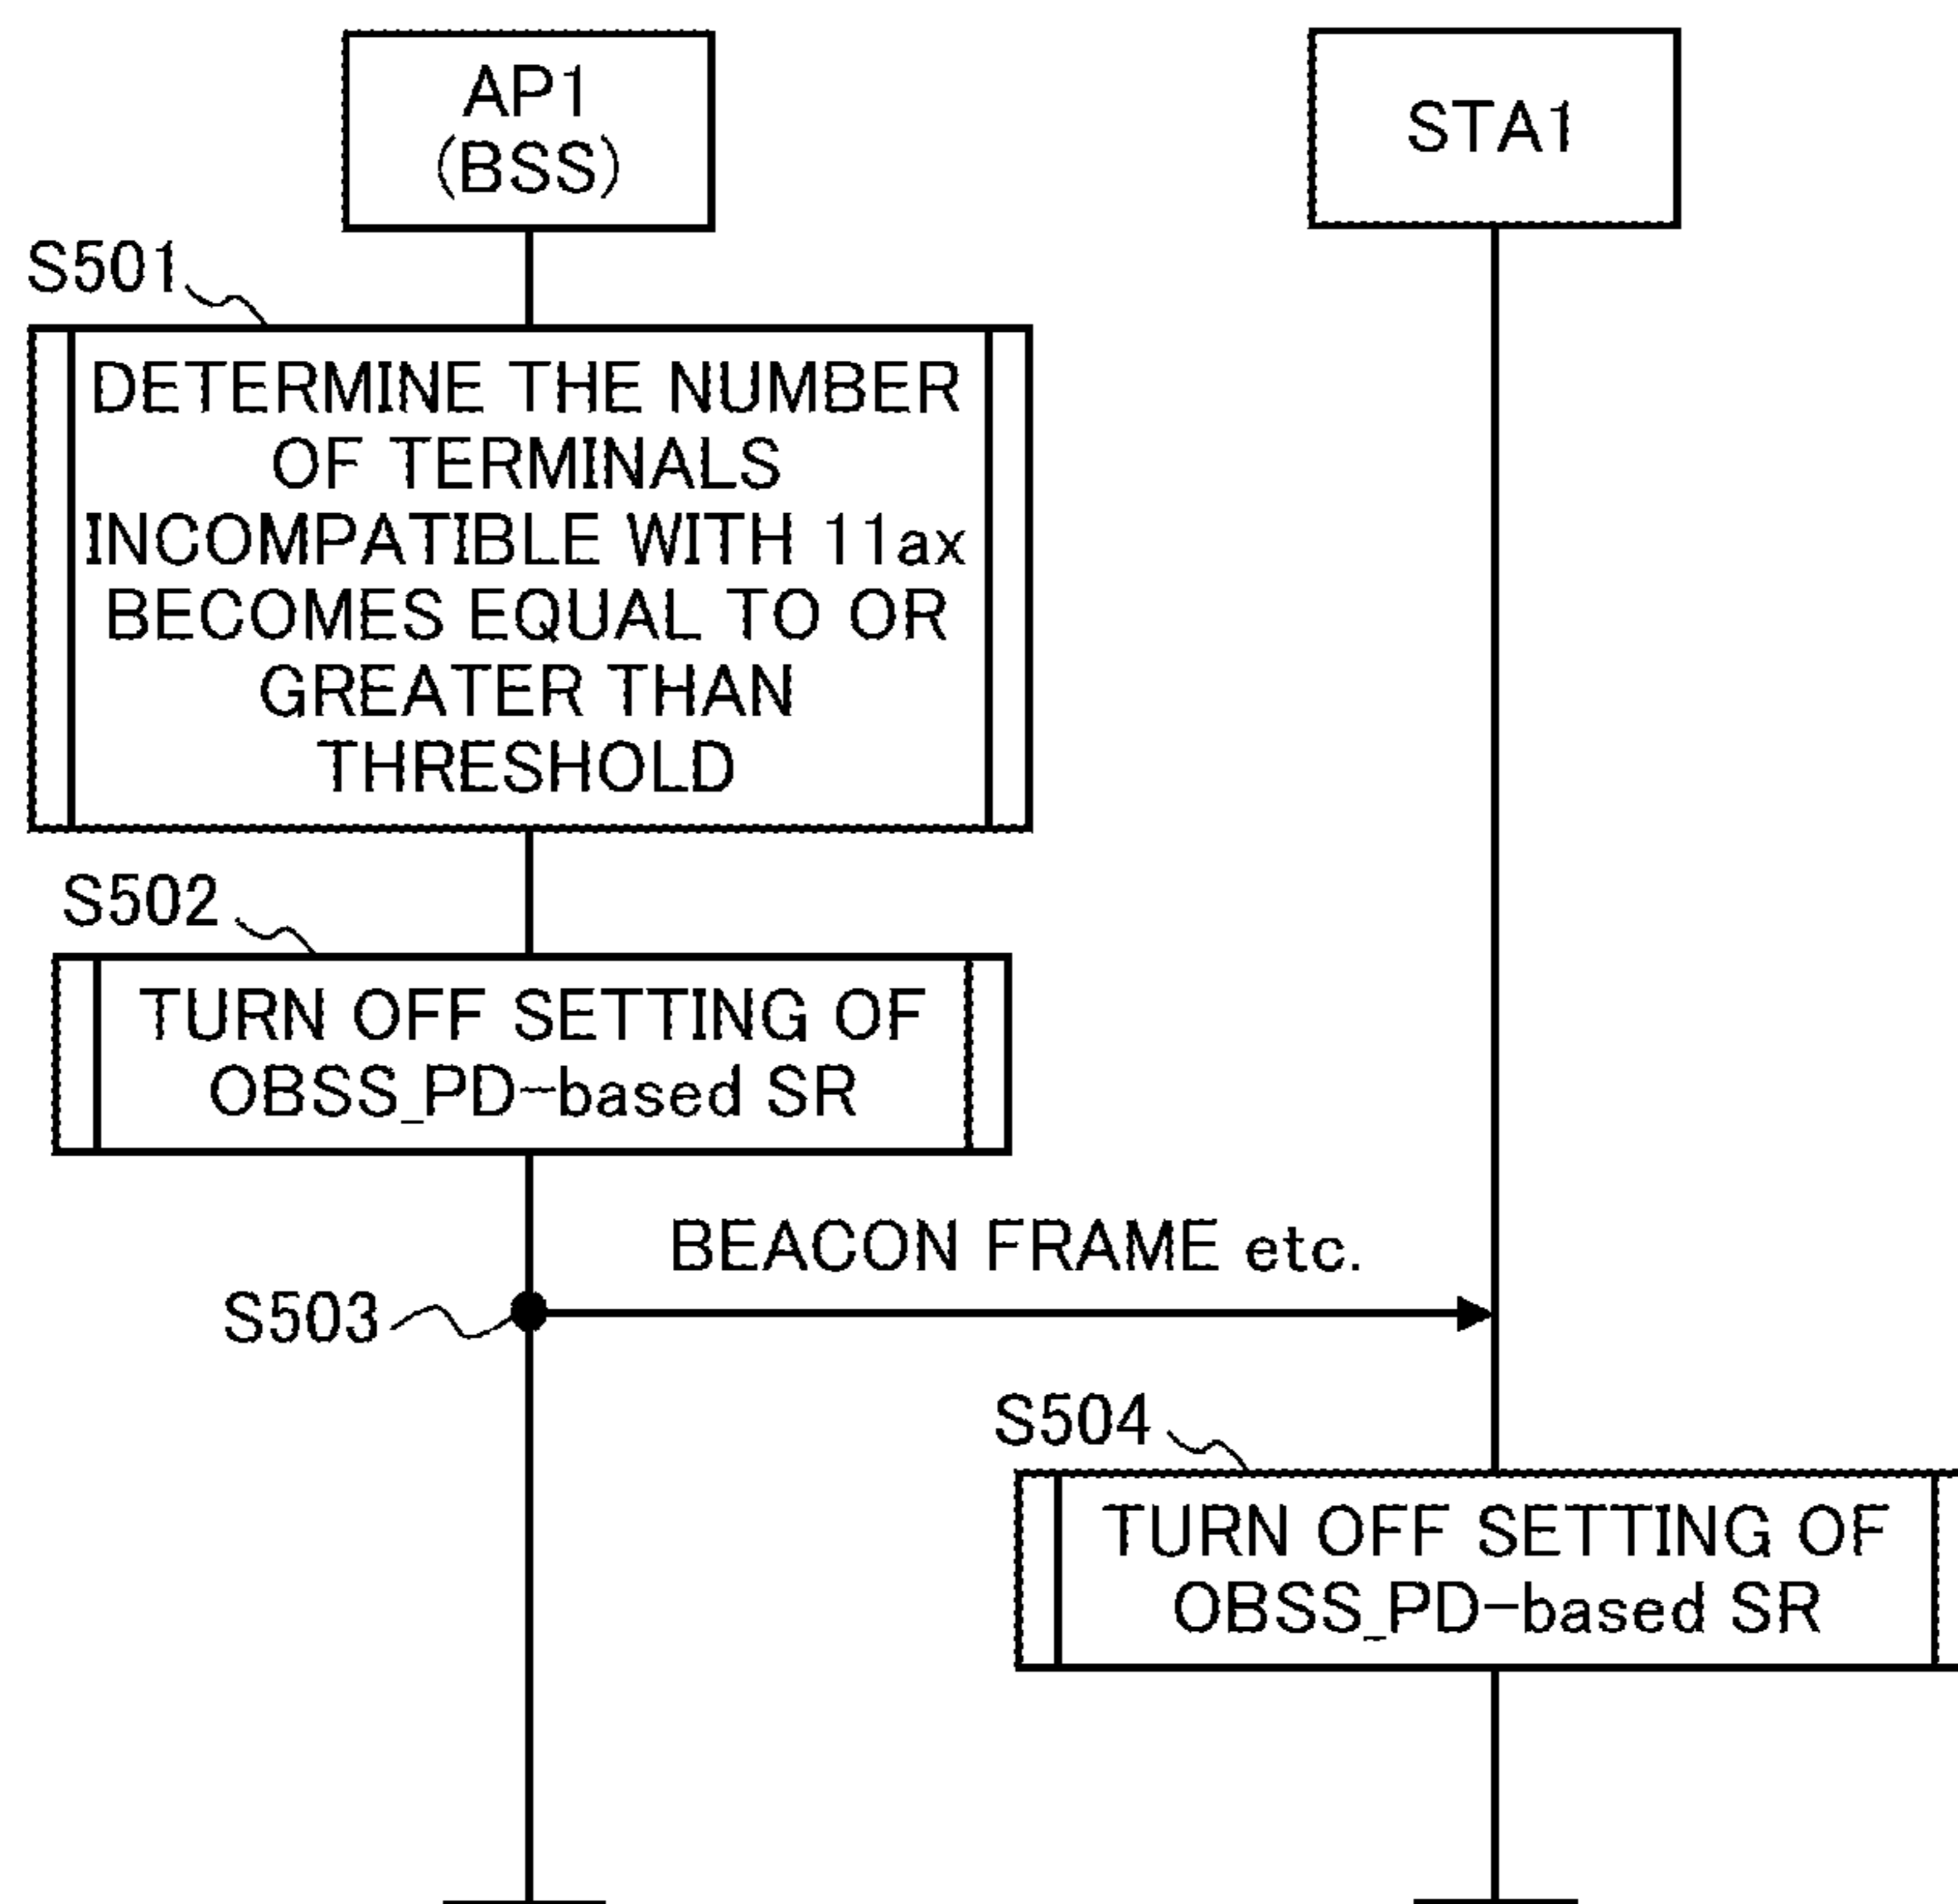 AP1
(BSS)
STA1
S501
DETERMINE THE NUMBER
OF TERMINALS
INCOMPATIBLE WITH 11ax
BECOMES EQUAL TO OR
GREATER THAN
THRESHOLD
S502
TURN OFF SETTING OF
OBSS_PD-based SR
BEACON FRAME etc.
S503
S504
TURN OFF SETTING OF
OBSS_PD-based SR